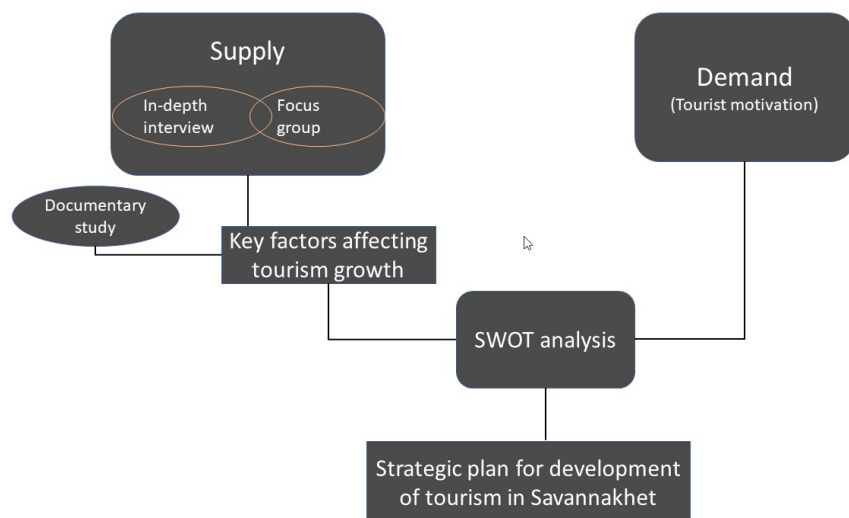 Supply
In-depth
interview
Focus
group
Demand
(Tourist motivation)
Documentary
study
Key factors affecting
tourism growth
SWOT analysis
Strategic plan for development
of tourism in Savannakhet